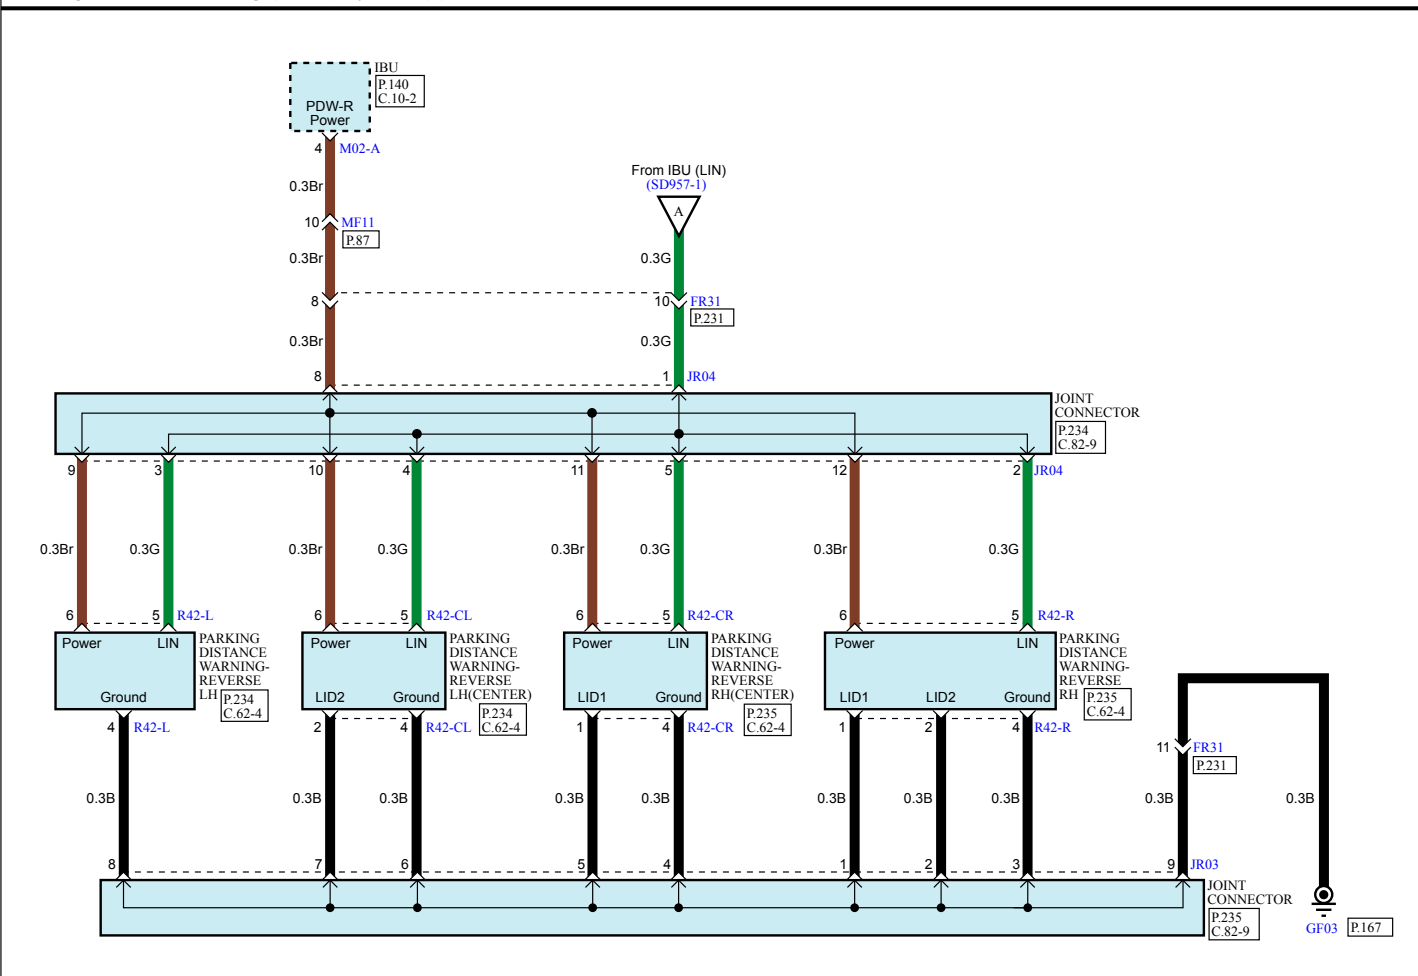 IBU
P.140
C.10-2
PDW-R
Power
4 M02-A
0.3Br
From IBU (LIN)
(SD957-1)
A
10 MF11
P.87
0.3Br
0.3G
8
10 FR31
P.231
0.3Br
0.3G
8
1 JR04
JOINT
CONNECTOR
P.234
C.82-9
9 3 10 4 11 5 12 2 JR04
0.3Br 0.3G 0.3Br 0.3G 0.3Br 0.3G 0.3Br 0.3G
6 5 R42-L 6 5 R42-CL 6 5 R42-CR 6 5 R42-R
Power LIN
Ground
PARKING
DISTANCE
WARNING-
REVERSE
LH
P.234
C.62-4
Power LIN
LID2 Ground
PARKING
DISTANCE
WARNING-
REVERSE
LH(CENTER)
P.234
C.62-4
Power LIN
LID1 Ground
PARKING
DISTANCE
WARNING-
REVERSE
RH(CENTER)
P.235
C.62-4
Power LIN
LID1 LID2 Ground
PARKING
DISTANCE
WARNING-
REVERSE
RH
P.235
C.62-4
4 R42-L 2 4 R42-CL 1 4 R42-CR 1 2 4 R42-R
11 FR31
P.231
0.3B 0.3B 0.3B 0.3B 0.3B 0.3B 0.3B 0.3B 0.3B 0.3B
8 7 6 5 4 1 2 3 9 JR03
JOINT
CONNECTOR
P.235
C.82-9
GF03 P.167